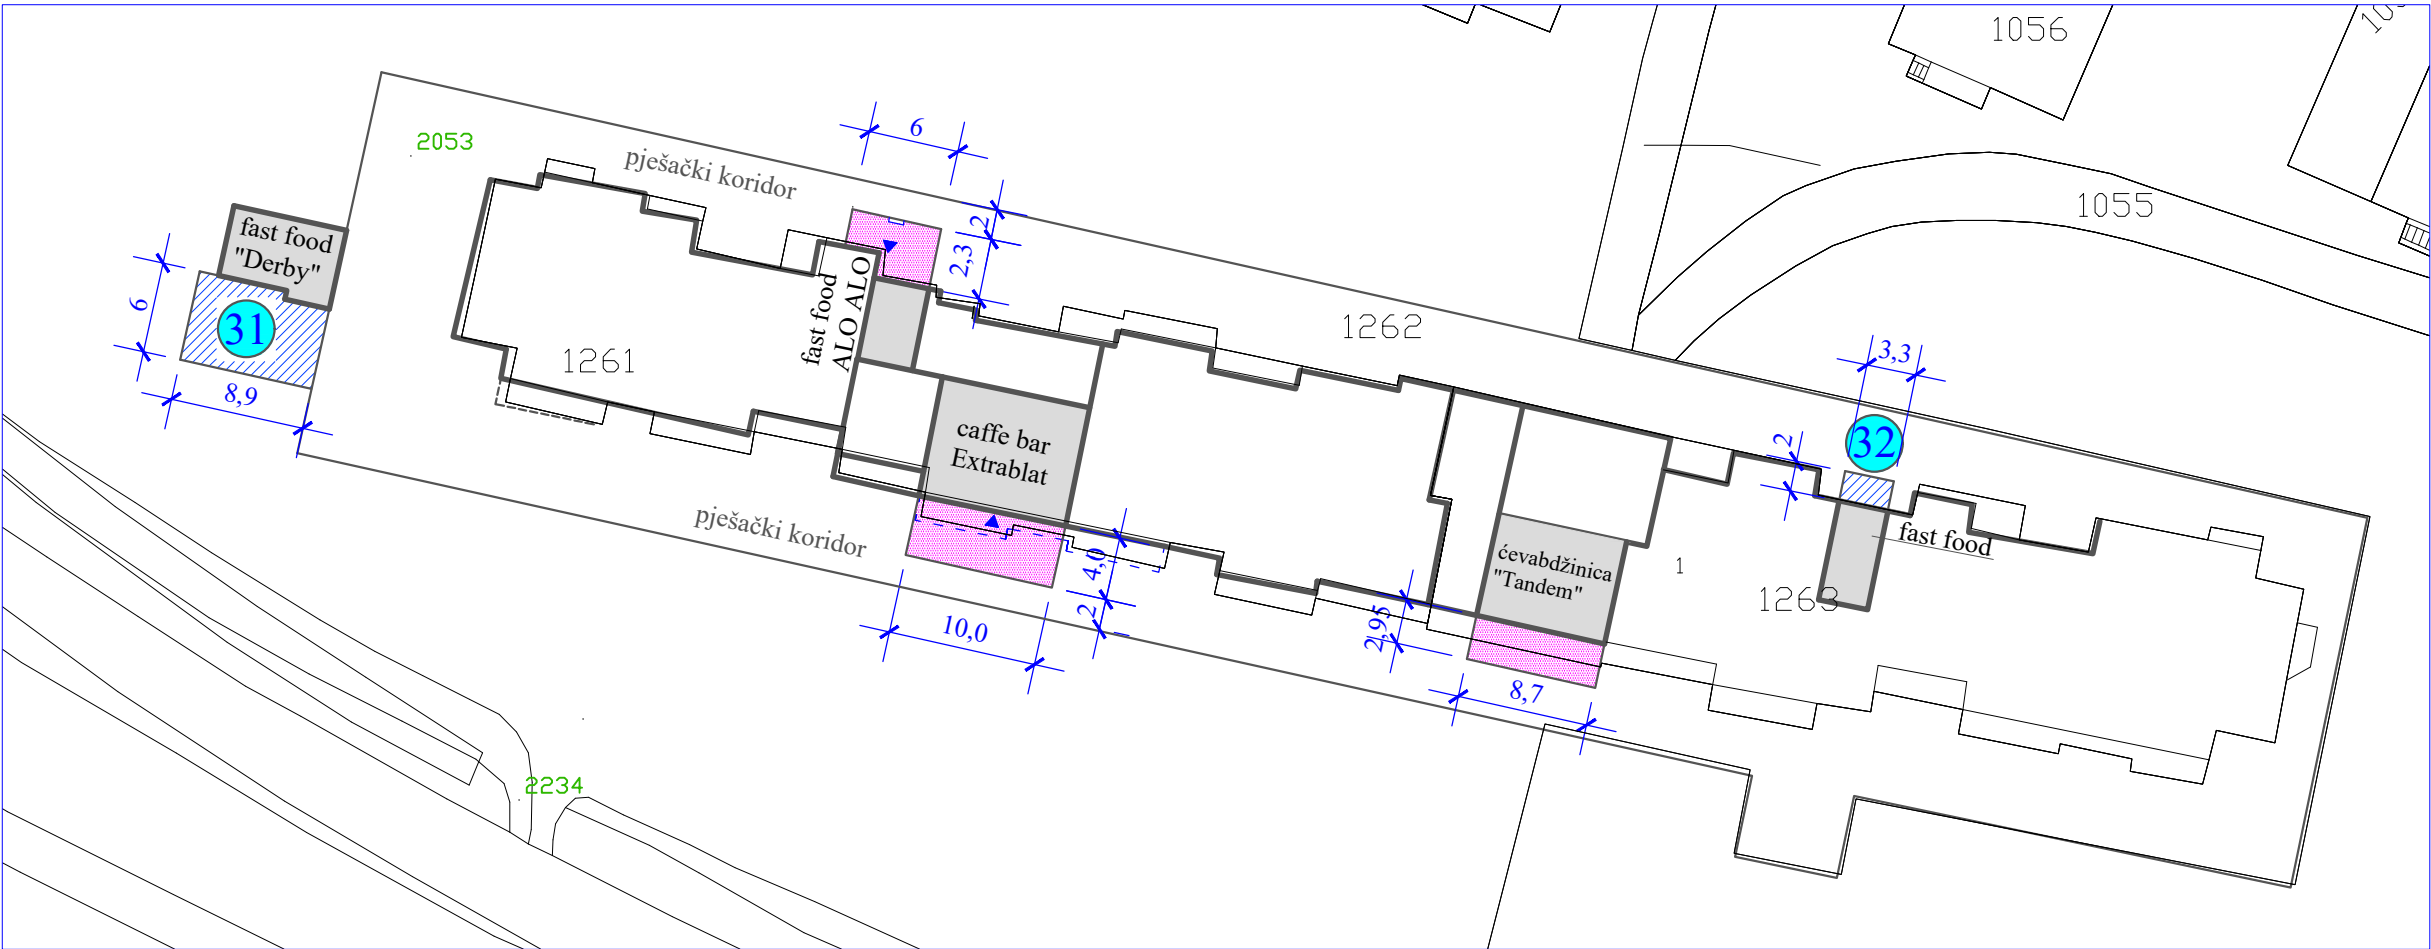 1056
2053
pješački koridor
6
2
2,3
fast food
"Derby"
6
31
8,9
fast food
ALO ALO
1261
1262
1055
3,3
32
2
caffe bar
Extrablat
pješački koridor
4,0
2
10,0
ćevabdžinica
"Tandem"
2,95
8,7
1
1263
fast food
2234